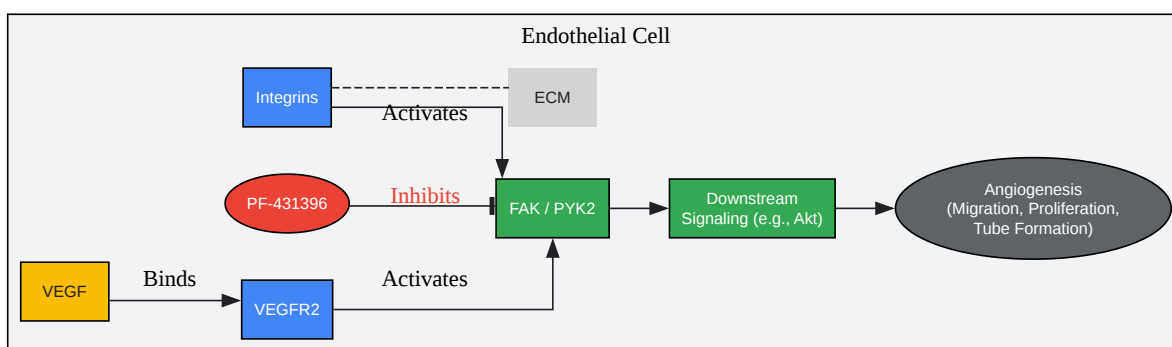 Endothelial Cell
Integrins
ECM
Activates
PF-431396
Inhibits
FAK / PYK2
Downstream
Signaling (e.g., Akt)
Angiogenesis
(Migration, Proliferation,
Tube Formation)
VEGF
Binds
VEGFR2
Activates